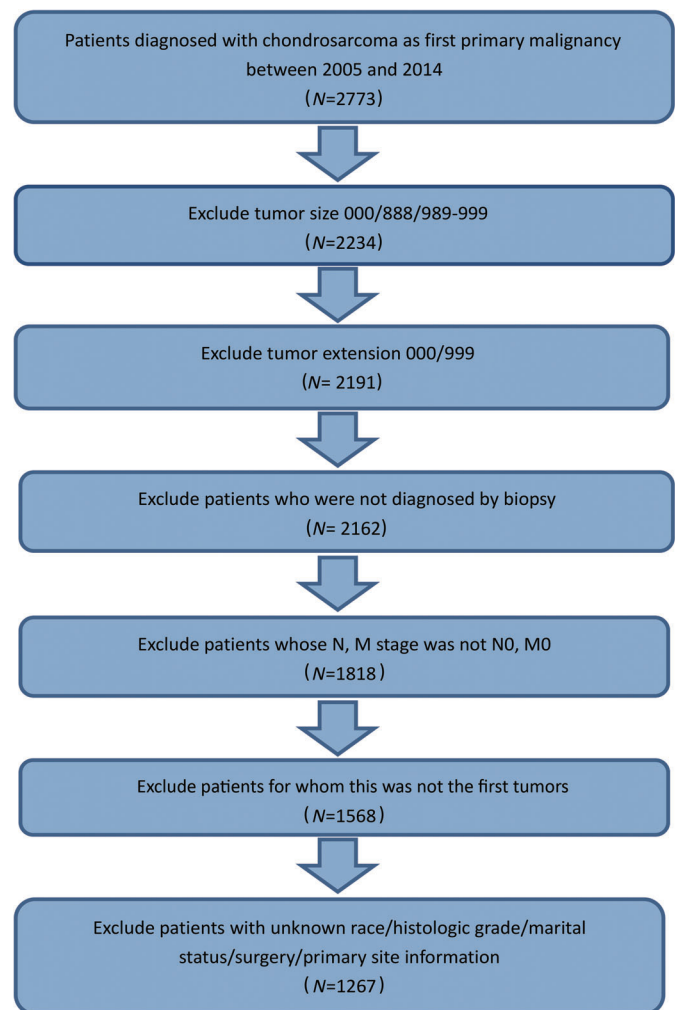 Patients diagnosed with chondrosarcoma as first primary malignancy
between 2005 and 2014
(N=2773)
Exclude tumor size 000/888/989-999
(N=2234)
Exclude tumor extension 000/999
(N= 2191)
Exclude patients who were not diagnosed by biopsy
(N= 2162)
Exclude patients whose N, M stage was not N0, M0
(N=1818)
Exclude patients for whom this was not the first tumors
(N=1568)
Exclude patients with unknown race/histologic grade/marital
status/surgery/primary site information
(N=1267)